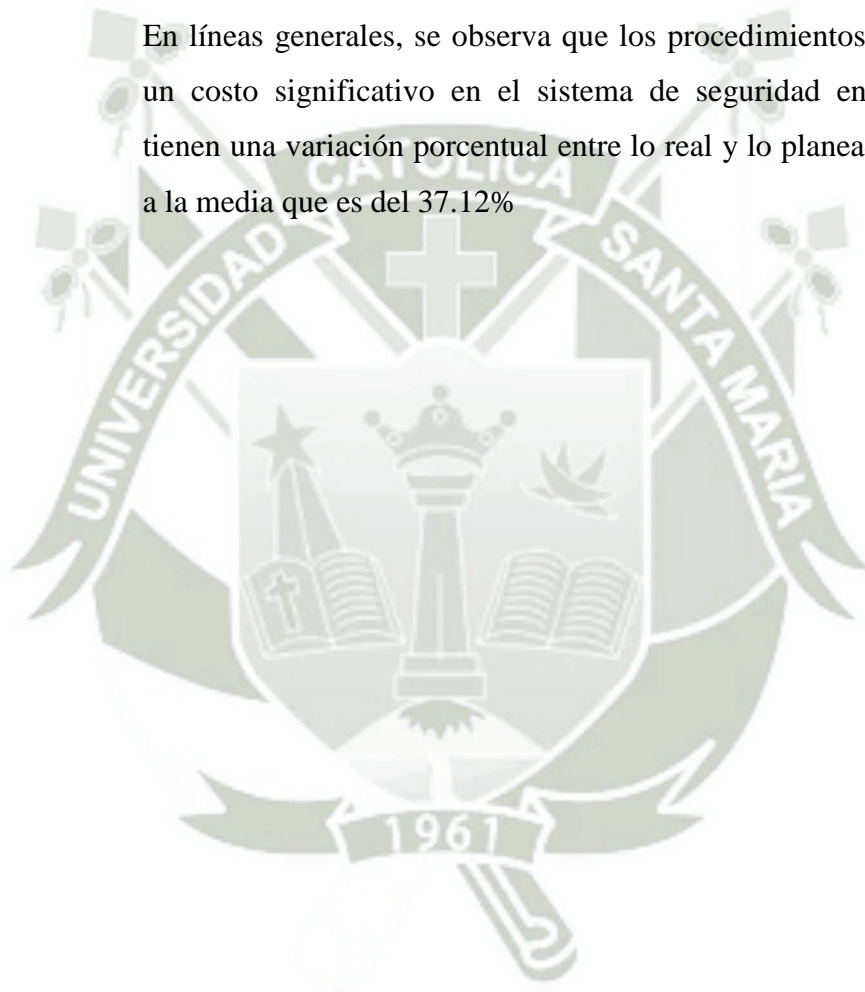 En líneas generales, se observa que los procedimientos
un costo significativo en el sistema de seguridad en
tienen una variación porcentual entre lo real y lo planea
a la media que es del 37.12%
UNIVERSIDAD CATOLICA SANTA MARIA
1961